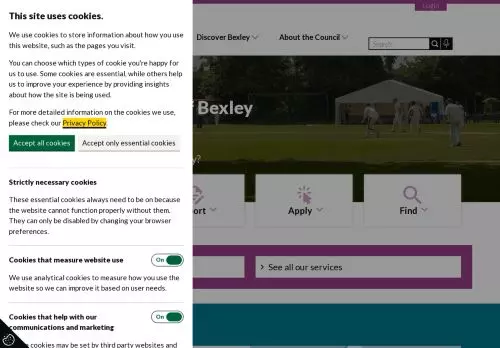 This site uses cookies.
Login
We use cookies to store information about how you use
this website, such as the pages you visit.
Discover Bexley
About the Council
Search
You can choose which types of cookie you're happy for
us to use. Some cookies are essential, while others help
us to improve your experience by providing insights
about how the site is being used.
Bexley
For more detailed information on the cookies we use,
please check our Privacy Policy.
Accept all cookies
Accept only essential cookies
Strictly necessary cookies
These essential cookies always need to be on because
the website cannot function properly without them.
They can only be disabled by changing your browser
preferences.
Apply
Find
Cookies that measure website use
On
See all our services
We use analytical cookies to measure how you use the
website so we can improve it based on user needs.
Cookies that help with our
communications and marketing
On
cookies may be set by third party websites and